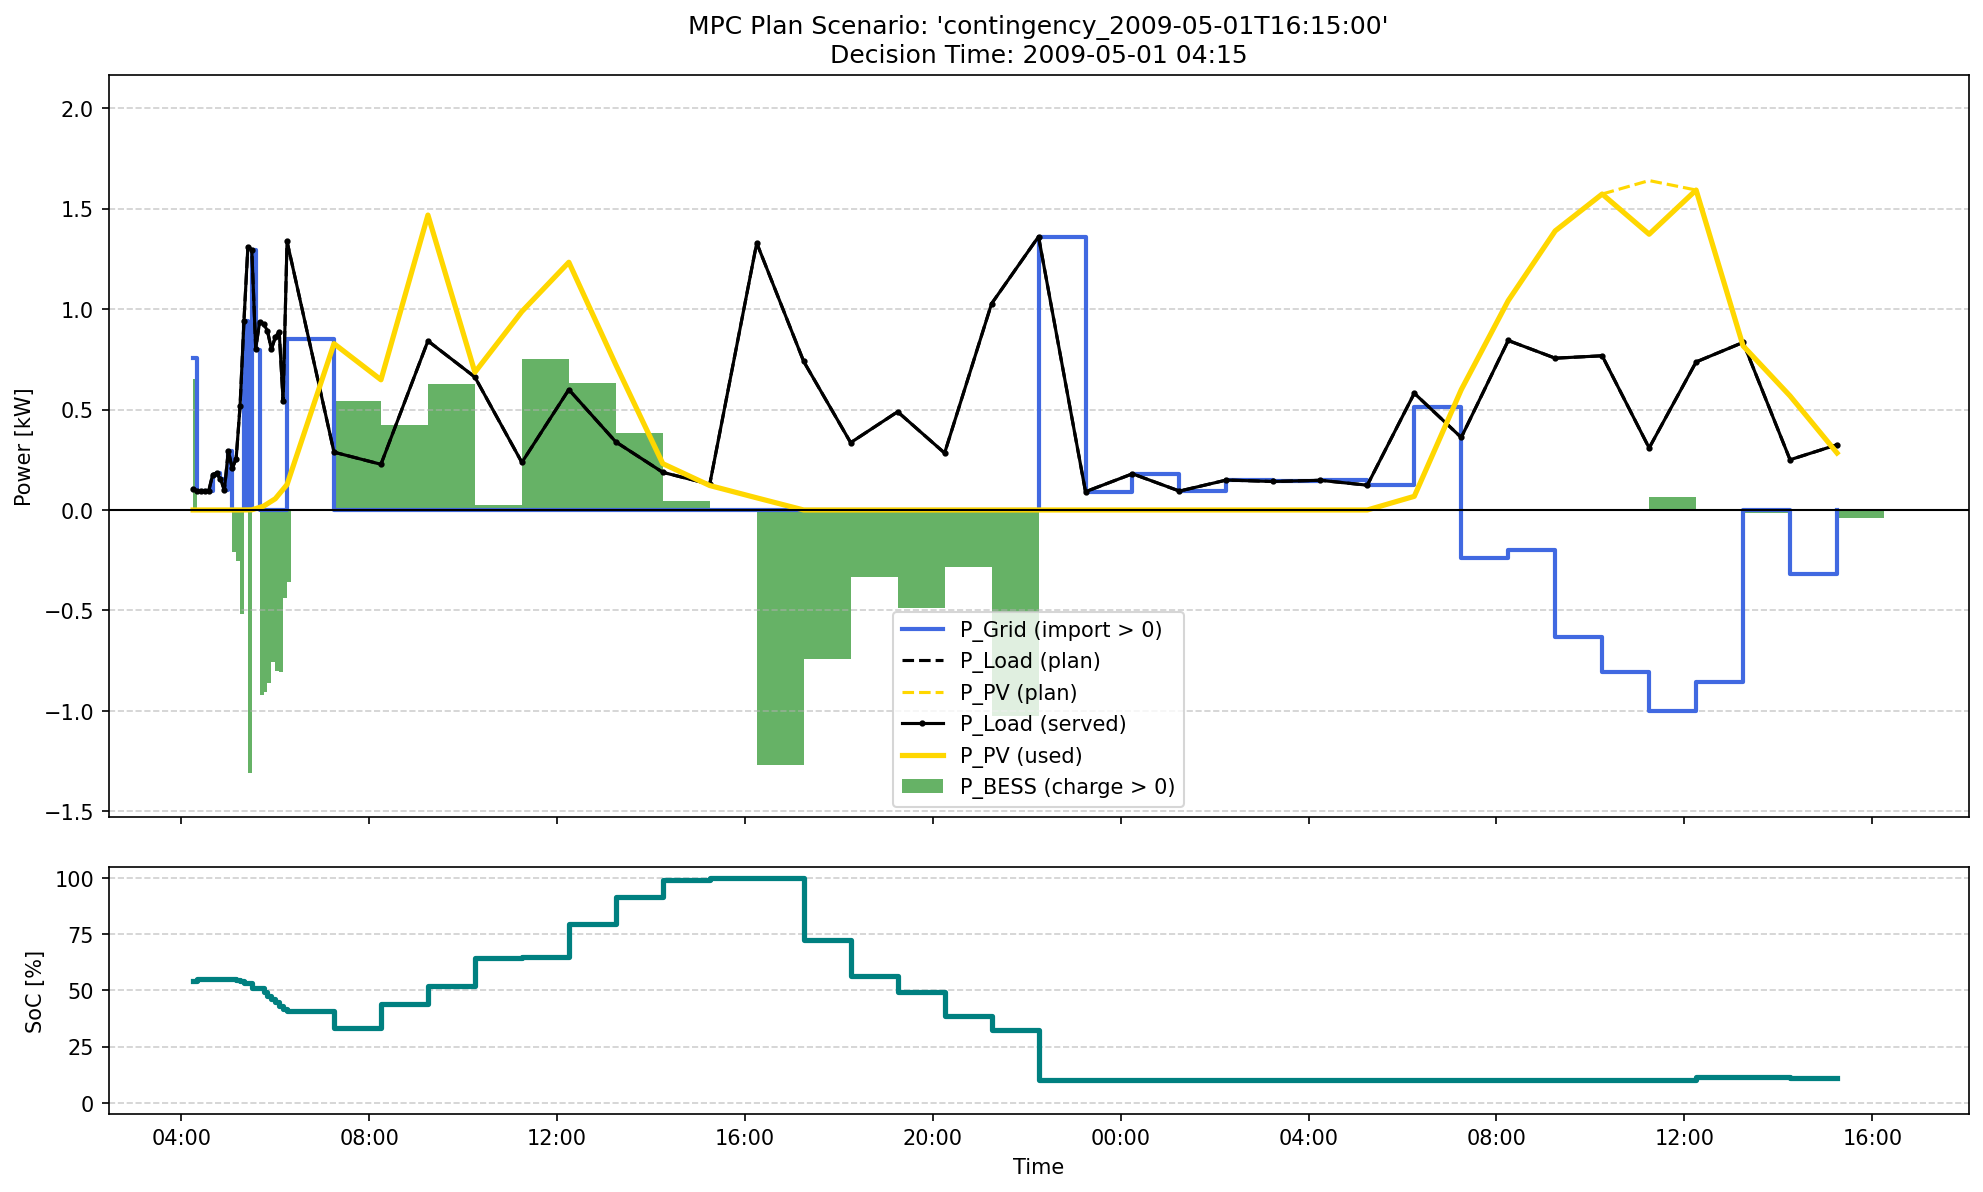 MPC Plan Scenario: 'contingency_2009-05-01T16:15:00'
Decision Time: 2009-05-01 04:15
Power [kW]
2.0
1.5
1.0
0.5
0.0
−0.5
−1.0
−1.5
P_Grid (import > 0)
P_Load (plan)
P_PV (plan)
P_Load (served)
P_PV (used)
P_BESS (charge > 0)
SoC [%]
100
75
50
25
0
04:00 08:00 12:00 16:00 20:00 00:00 04:00 08:00 12:00 16:00
Time